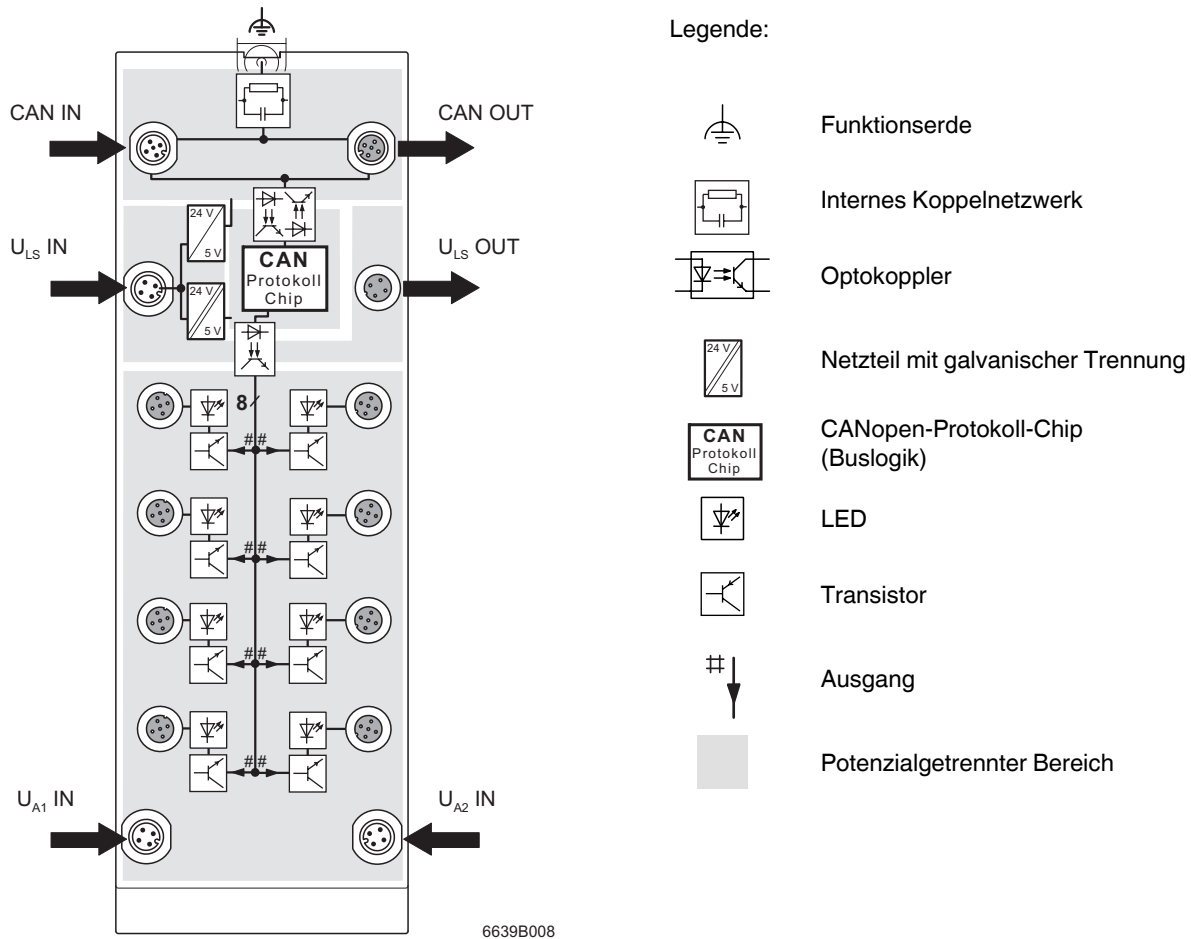 Legende:
CAN IN
CAN OUT
U_LS IN
U_LS OUT
24 V
5 V
24 V
5 V
CAN
Protokoll
Chip
8
##
##
##
##
U_A1 IN
U_A2 IN
6639B008
Funktionserde
Internes Koppelnetzwerk
Optokoppler
24 V
5 V
Netzteil mit galvanischer Trennung
CAN
Protokoll
Chip
CANopen-Protokoll-Chip
(Buslogik)
LED
Transistor
#
Ausgang
Potenzialgetrennter Bereich